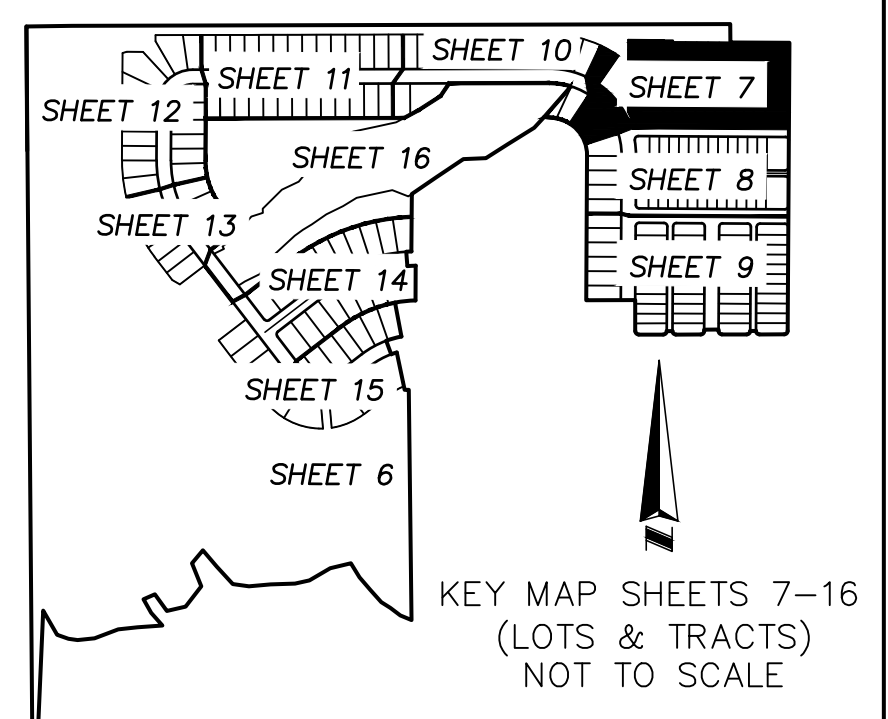 SHEET 10
SHEET 11
SHEET 7
SHEET 12
SHEET 16
SHEET 8
SHEET 13
SHEET 9
SHEET 14
SHEET 15
SHEET 6
N
KEY MAP SHEETS 7-16
(LOTS & TRACTS)
NOT TO SCALE